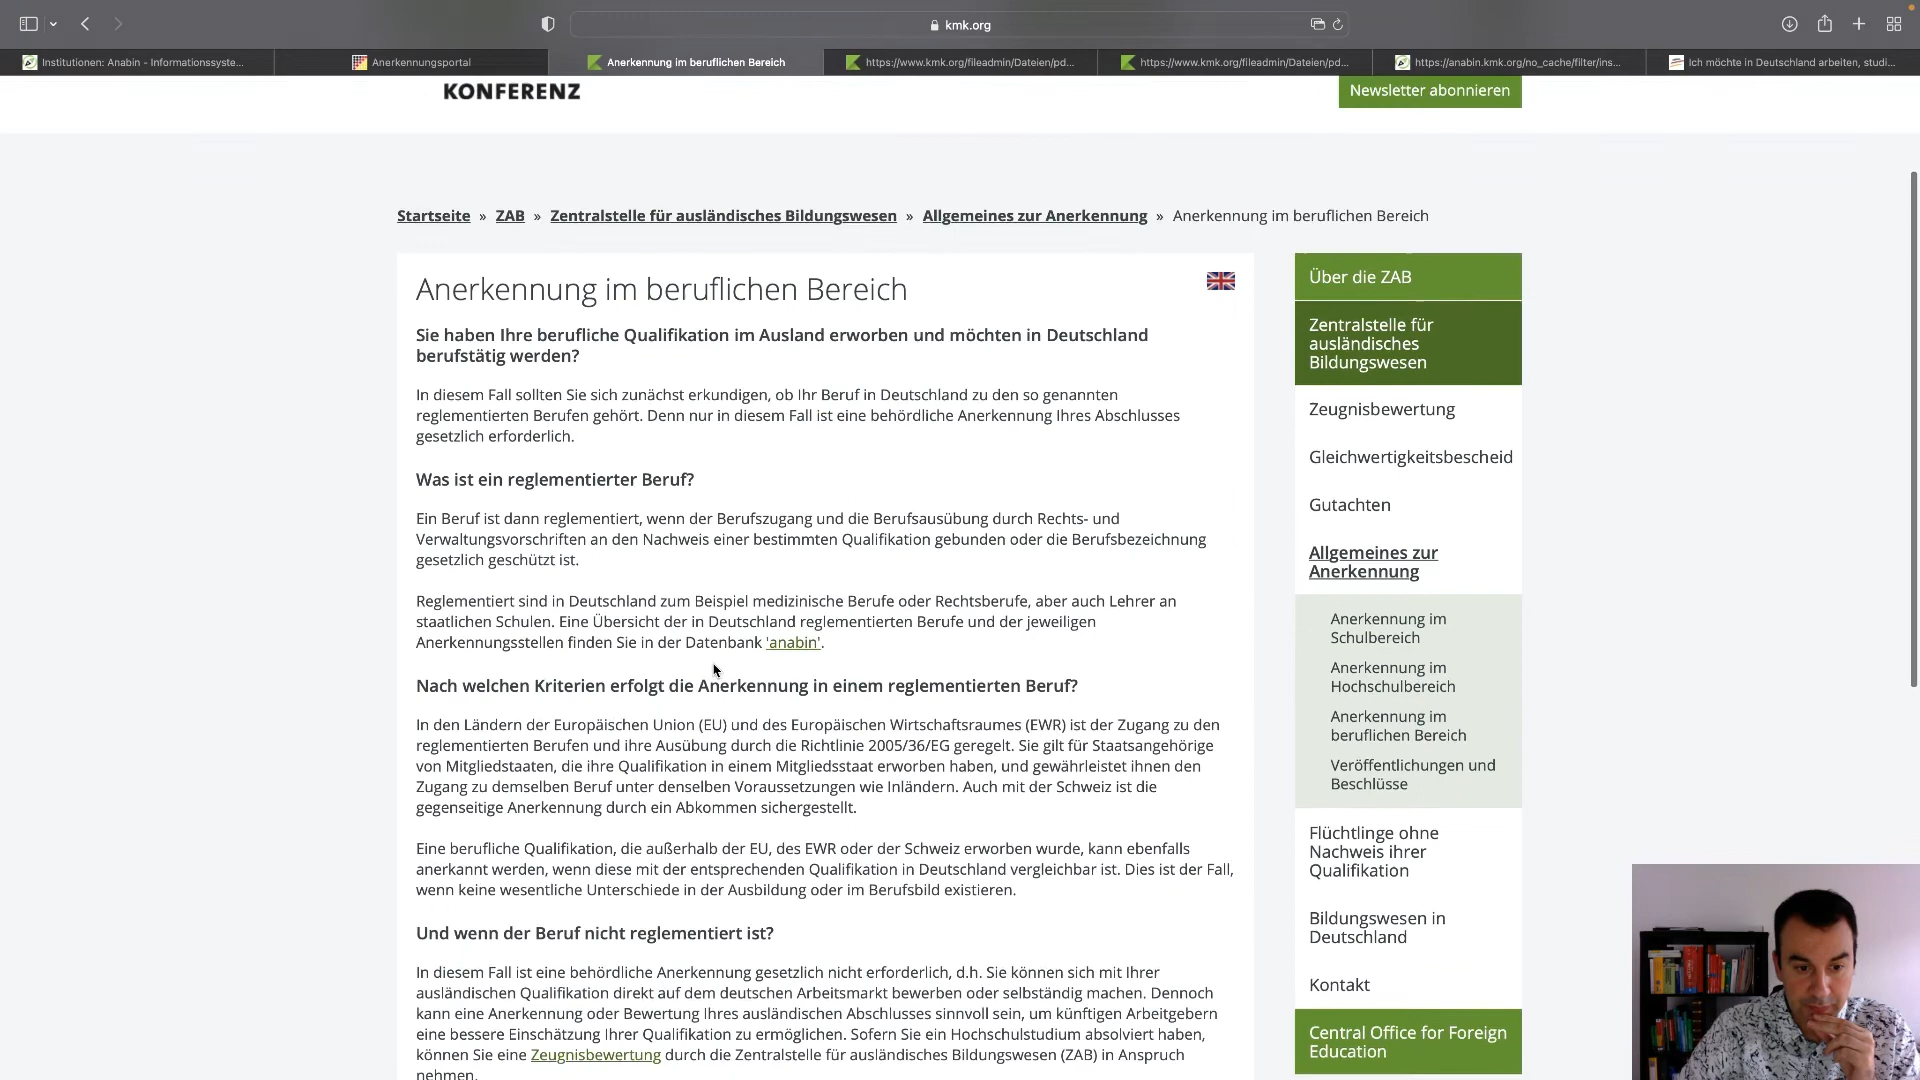 kmk.org
Institutionen: Anabin - Informationssyste...
Anerkennungsportal
Anerkennung im beruflichen Bereich
https://www.kmk.org/fileadmin/Dateien/pd...
https://www.kmk.org/fileadmin/Dateien/pd...
https://anabin.kmk.org/no_cache/filter/ins...
Ich möchte in Deutschland arbeiten, studi...
KONFERENZ
Newsletter abonnieren
Startseite » ZAB » Zentralstelle für ausländisches Bildungswesen » Allgemeines zur Anerkennung » Anerkennung im beruflichen Bereich
Anerkennung im beruflichen Bereich
Sie haben Ihre berufliche Qualifikation im Ausland erworben und möchten in Deutschland
berufstätig werden?
In diesem Fall sollten Sie sich zunächst erkundigen, ob Ihr Beruf in Deutschland zu den so genannten
reglementierten Berufen gehört. Denn nur in diesem Fall ist eine behördliche Anerkennung Ihres Abschlusses
gesetzlich erforderlich.
Was ist ein reglementierter Beruf?
Ein Beruf ist dann reglementiert, wenn der Berufszugang und die Berufsausübung durch Rechts- und
Verwaltungsvorschriften an den Nachweis einer bestimmten Qualifikation gebunden oder die Berufsbezeichnung
gesetzlich geschützt ist.
Reglementiert sind in Deutschland zum Beispiel medizinische Berufe oder Rechtsberufe, aber auch Lehrer an
staatlichen Schulen. Eine Übersicht der in Deutschland reglementierten Berufe und der jeweiligen
Anerkennungsstellen finden Sie in der Datenbank 'anabin'.
Nach welchen Kriterien erfolgt die Anerkennung in einem reglementierten Beruf?
In den Ländern der Europäischen Union (EU) und des Europäischen Wirtschaftsraumes (EWR) ist der Zugang zu den
reglementierten Berufen und ihre Ausübung durch die Richtlinie 2005/36/EG geregelt. Sie gilt für Staatsangehörige
von Mitgliedstaaten, die ihre Qualifikation in einem Mitgliedsstaat erworben haben, und gewährleistet ihnen den
Zugang zu demselben Beruf unter denselben Voraussetzungen wie Inländern. Auch mit der Schweiz ist die
gegenseitige Anerkennung durch ein Abkommen sichergestellt.
Eine berufliche Qualifikation, die außerhalb der EU, des EWR oder der Schweiz erworben wurde, kann ebenfalls
anerkannt werden, wenn diese mit der entsprechenden Qualifikation in Deutschland vergleichbar ist. Dies ist der Fall,
wenn keine wesentliche Unterschiede in der Ausbildung oder im Berufsbild existieren.
Und wenn der Beruf nicht reglementiert ist?
In diesem Fall ist eine behördliche Anerkennung gesetzlich nicht erforderlich, d.h. Sie können sich mit Ihrer
ausländischen Qualifikation direkt auf dem deutschen Arbeitsmarkt bewerben oder selbständig machen. Dennoch
kann eine Anerkennung oder Bewertung Ihres ausländischen Abschlusses sinnvoll sein, um künftigen Arbeitgebern
eine bessere Einschätzung Ihrer Qualifikation zu ermöglichen. Sofern Sie ein Hochschulstudium absolviert haben,
können Sie eine Zeugnisbewertung durch die Zentralstelle für ausländisches Bildungswesen (ZAB) in Anspruch
nehmen.
Über die ZAB
Zentralstelle für
ausländisches
Bildungswesen
Zeugnisbewertung
Gleichwertigkeitsbescheid
Gutachten
Allgemeines zur
Anerkennung
Anerkennung im
Schulbereich
Anerkennung im
Hochschulbereich
Anerkennung im
beruflichen Bereich
Veröffentlichungen und
Beschlüsse
Flüchtlinge ohne
Nachweis ihrer
Qualifikation
Bildungswesen in
Deutschland
Kontakt
Central Office for Foreign
Education